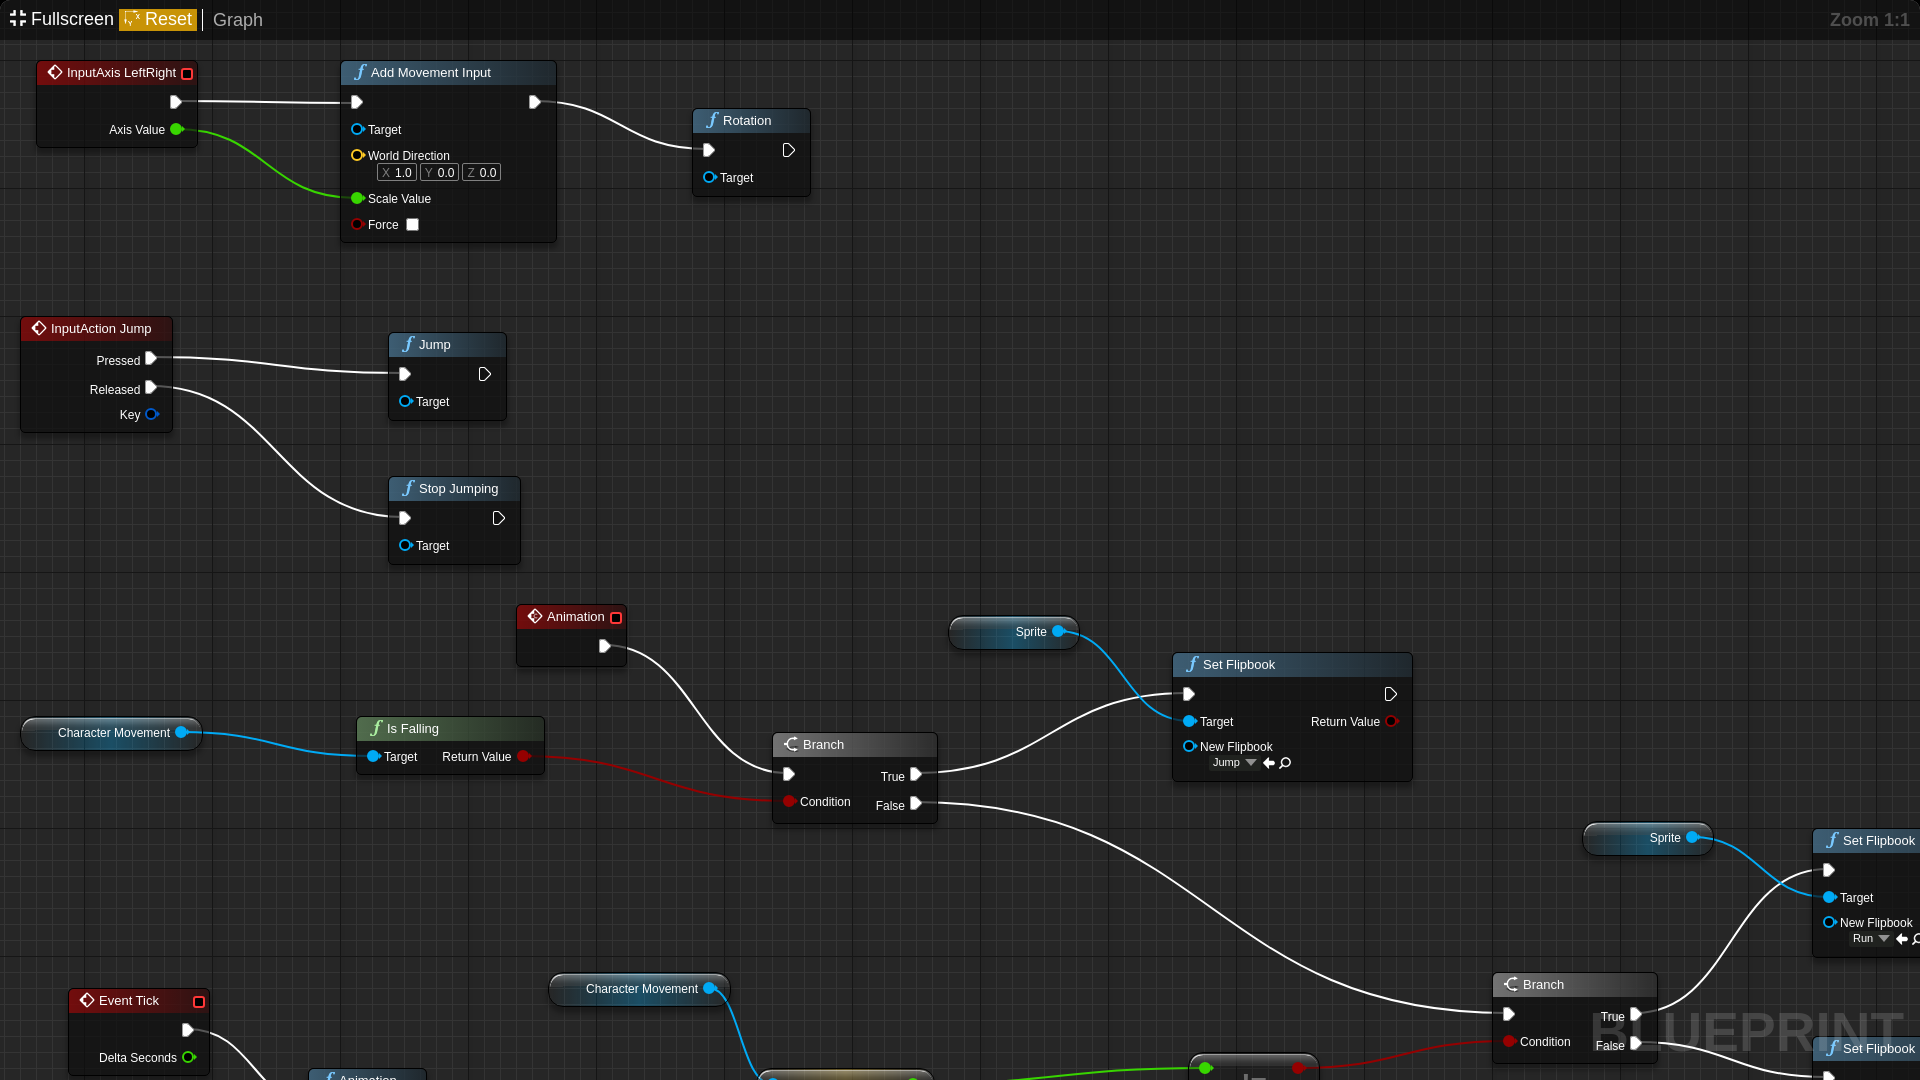 Fullscreen Reset Graph Zoom 1:1
InputAxis LeftRight
Axis Value
Add Movement Input
Target
World Direction
X 1.0 Y 0.0 Z 0.0
Scale Value
Force
Rotation
Target
InputAction Jump
Pressed
Released
Key
Jump
Target
Stop Jumping
Target
Animation
Sprite
Set Flipbook
Target Return Value
New Flipbook
Jump
Character Movement
Is Falling
Target Return Value
Branch
True
Condition
False
Sprite
Set Flipbook
Target
New Flipbook
Run
Character Movement
Event Tick
Delta Seconds
Animation
Branch
True
Condition
False
!=
Set Flipbook
BLUEPRINT